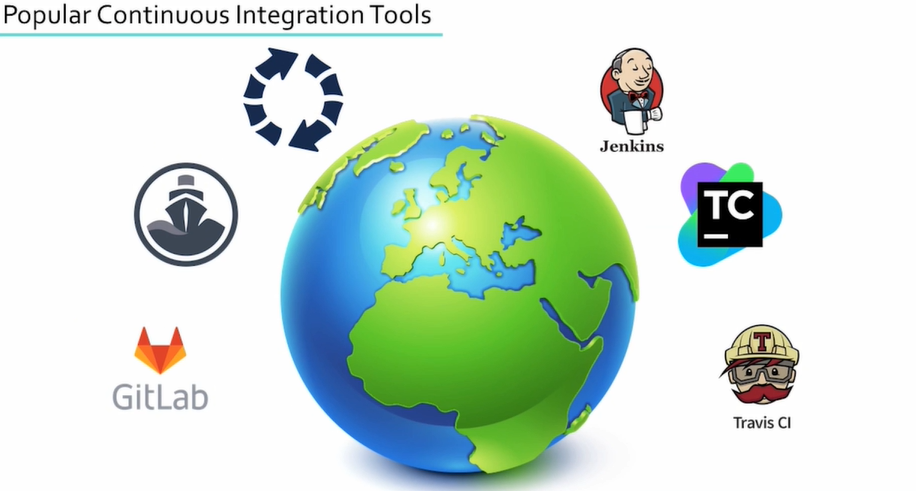 Popular Continuous Integration Tools
Jenkins
TC
GitLab
T
Travis CI